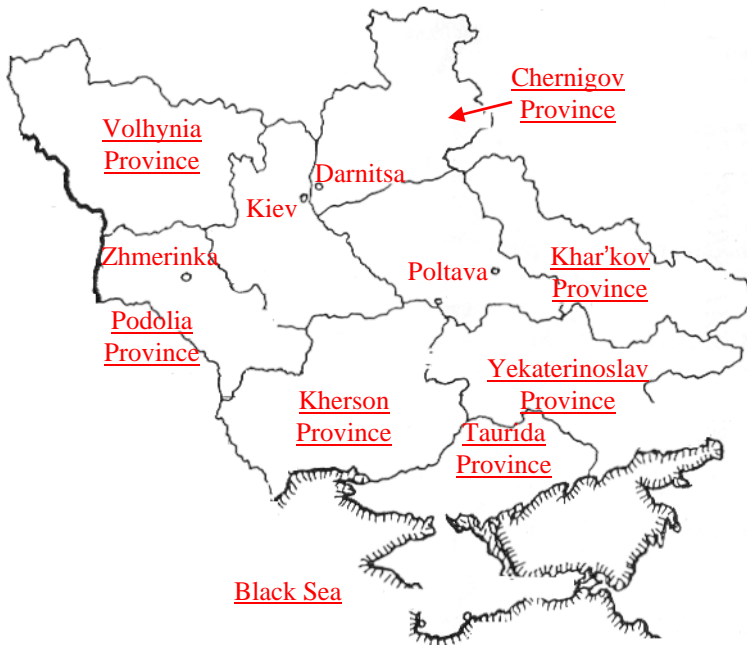 Chernigov
Province
Volhynia
Province
Darnitsa
Kiev
Zhmerinka
Poltava
Khar’kov
Province
Podolia
Province
Yekaterinoslav
Province
Kherson
Province
Taurida
Province
Black Sea